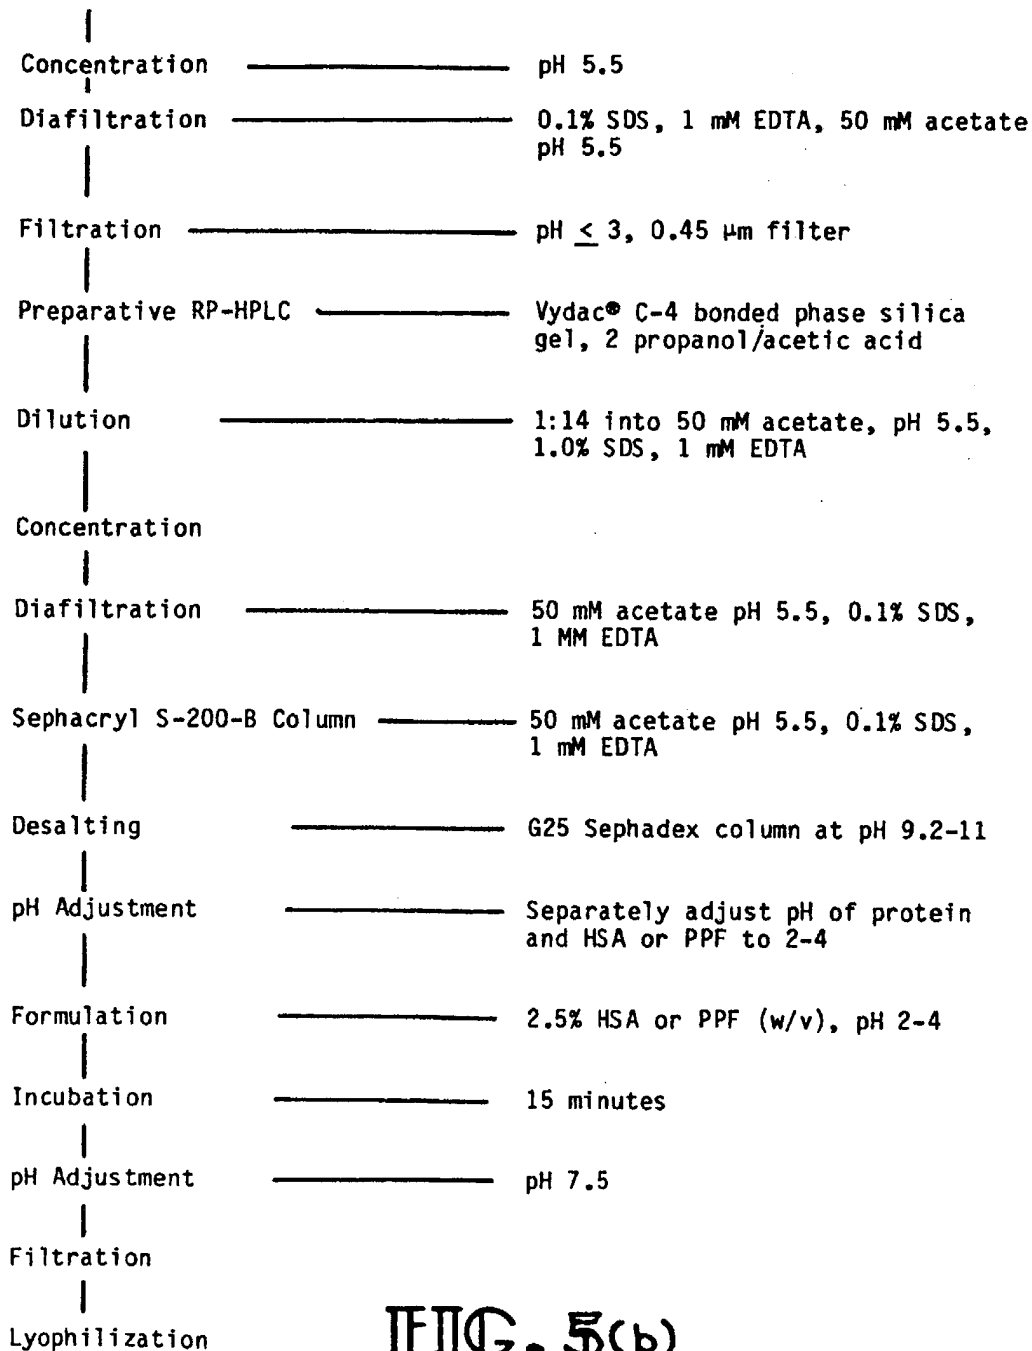 Concentration pH 5.5
Diafiltration 0.1% SDS, 1 mM EDTA, 50 mM acetate
pH 5.5
Filtration pH ≤ 3, 0.45 µm filter
Preparative RP-HPLC Vydac® C-4 bonded phase silica
gel, 2 propanol/acetic acid
Dilution 1:14 into 50 mM acetate, pH 5.5,
1.0% SDS, 1 mM EDTA
Concentration
Diafiltration 50 mM acetate pH 5.5, 0.1% SDS,
1 MM EDTA
Sephacryl S-200-B Column 50 mM acetate pH 5.5, 0.1% SDS,
1 mM EDTA
Desalting G25 Sephadex column at pH 9.2-11
pH Adjustment Separately adjust pH of protein
and HSA or PPF to 2-4
Formulation 2.5% HSA or PPF (w/v), pH 2-4
Incubation 15 minutes
pH Adjustment pH 7.5
Filtration
Lyophilization
FIG. 5(b)